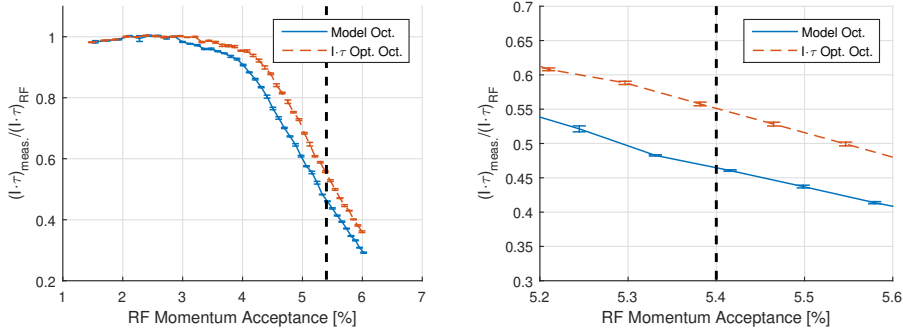 (I·τ)meas./(I·τ)RF
1
0.8
0.6
0.4
0.2
1 2 3 4 5 6 7
RF Momentum Acceptance [%]
Model Oct.
I·τ Opt. Oct.
(I·τ)meas./(I·τ)RF
0.7
0.6
0.55
0.5
0.45
0.4
0.35
0.3
5.2 5.3 5.4 5.5 5.6
RF Momentum Acceptance [%]
Model Oct.
I·τ Opt. Oct.